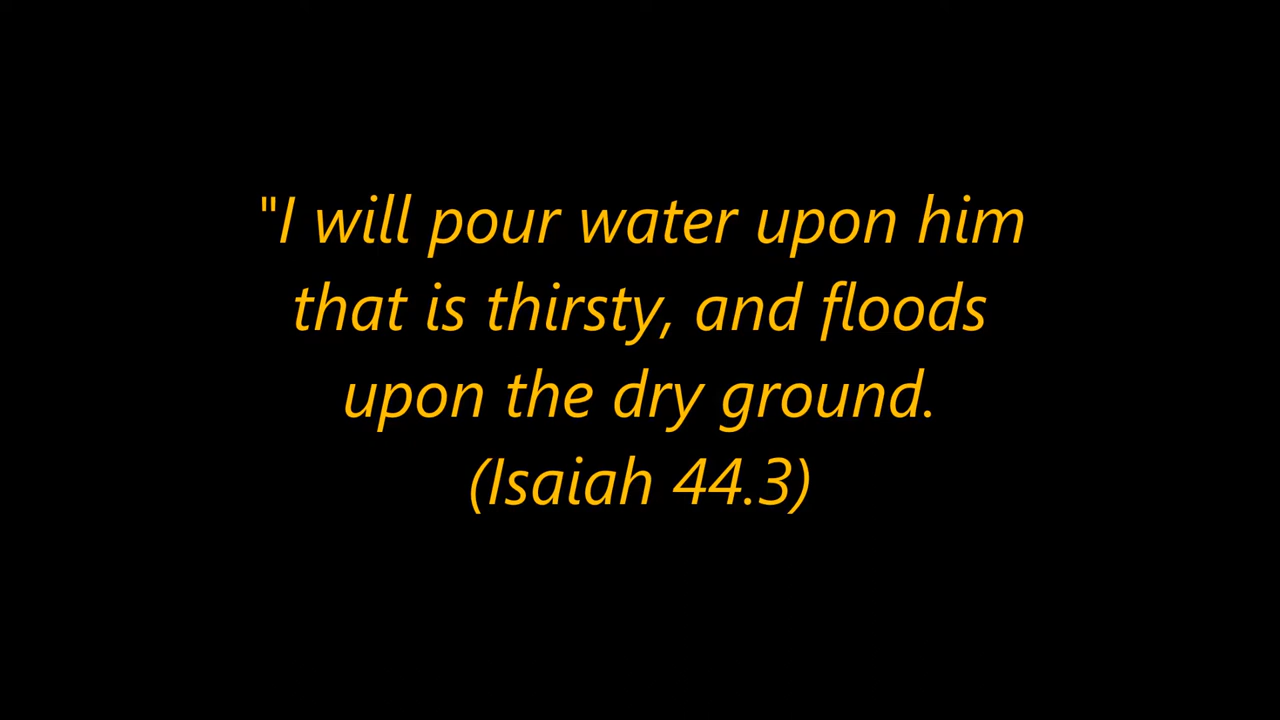 "I will pour water upon him
that is thirsty, and floods
upon the dry ground.
(Isaiah 44.3)